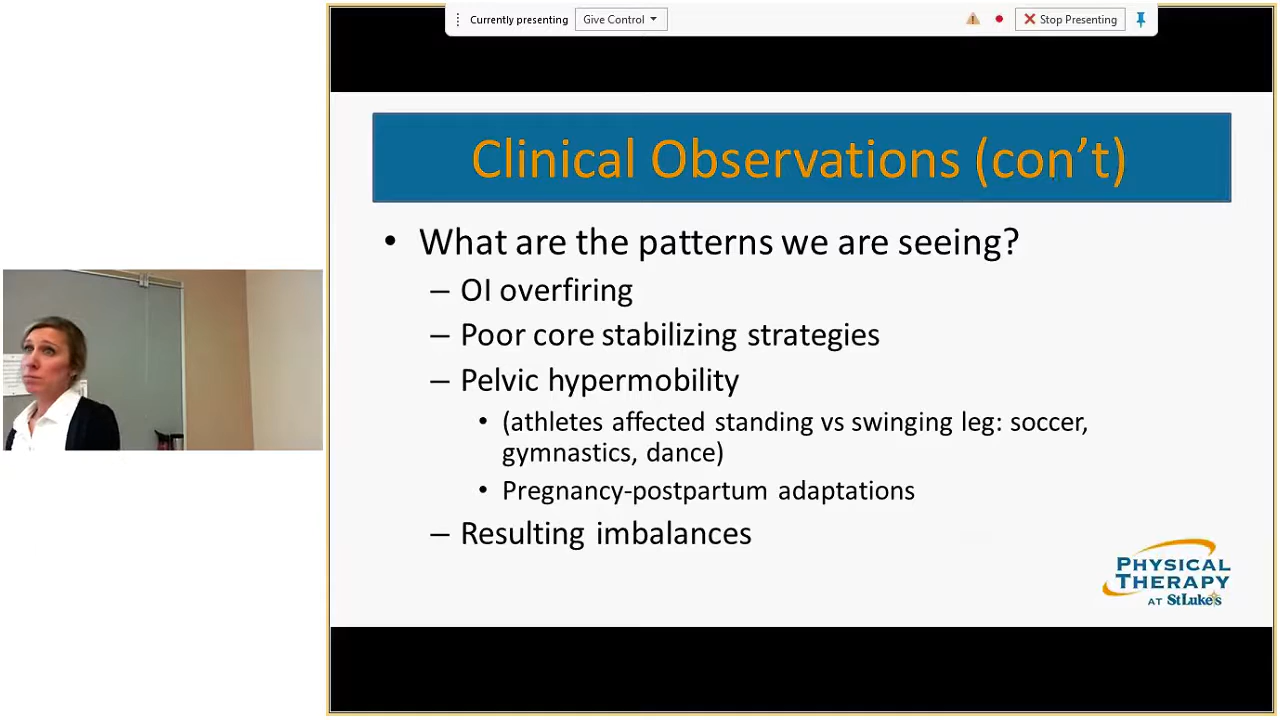 Currently presenting
Give Control
Stop Presenting
Clinical Observations (con’t)
• What are the patterns we are seeing?
– OI overfiring
– Poor core stabilizing strategies
– Pelvic hypermobility
• (athletes affected standing vs swinging leg: soccer,
gymnastics, dance)
• Pregnancy-postpartum adaptations
– Resulting imbalances
PHYSICAL
THERAPY
AT StLuke's